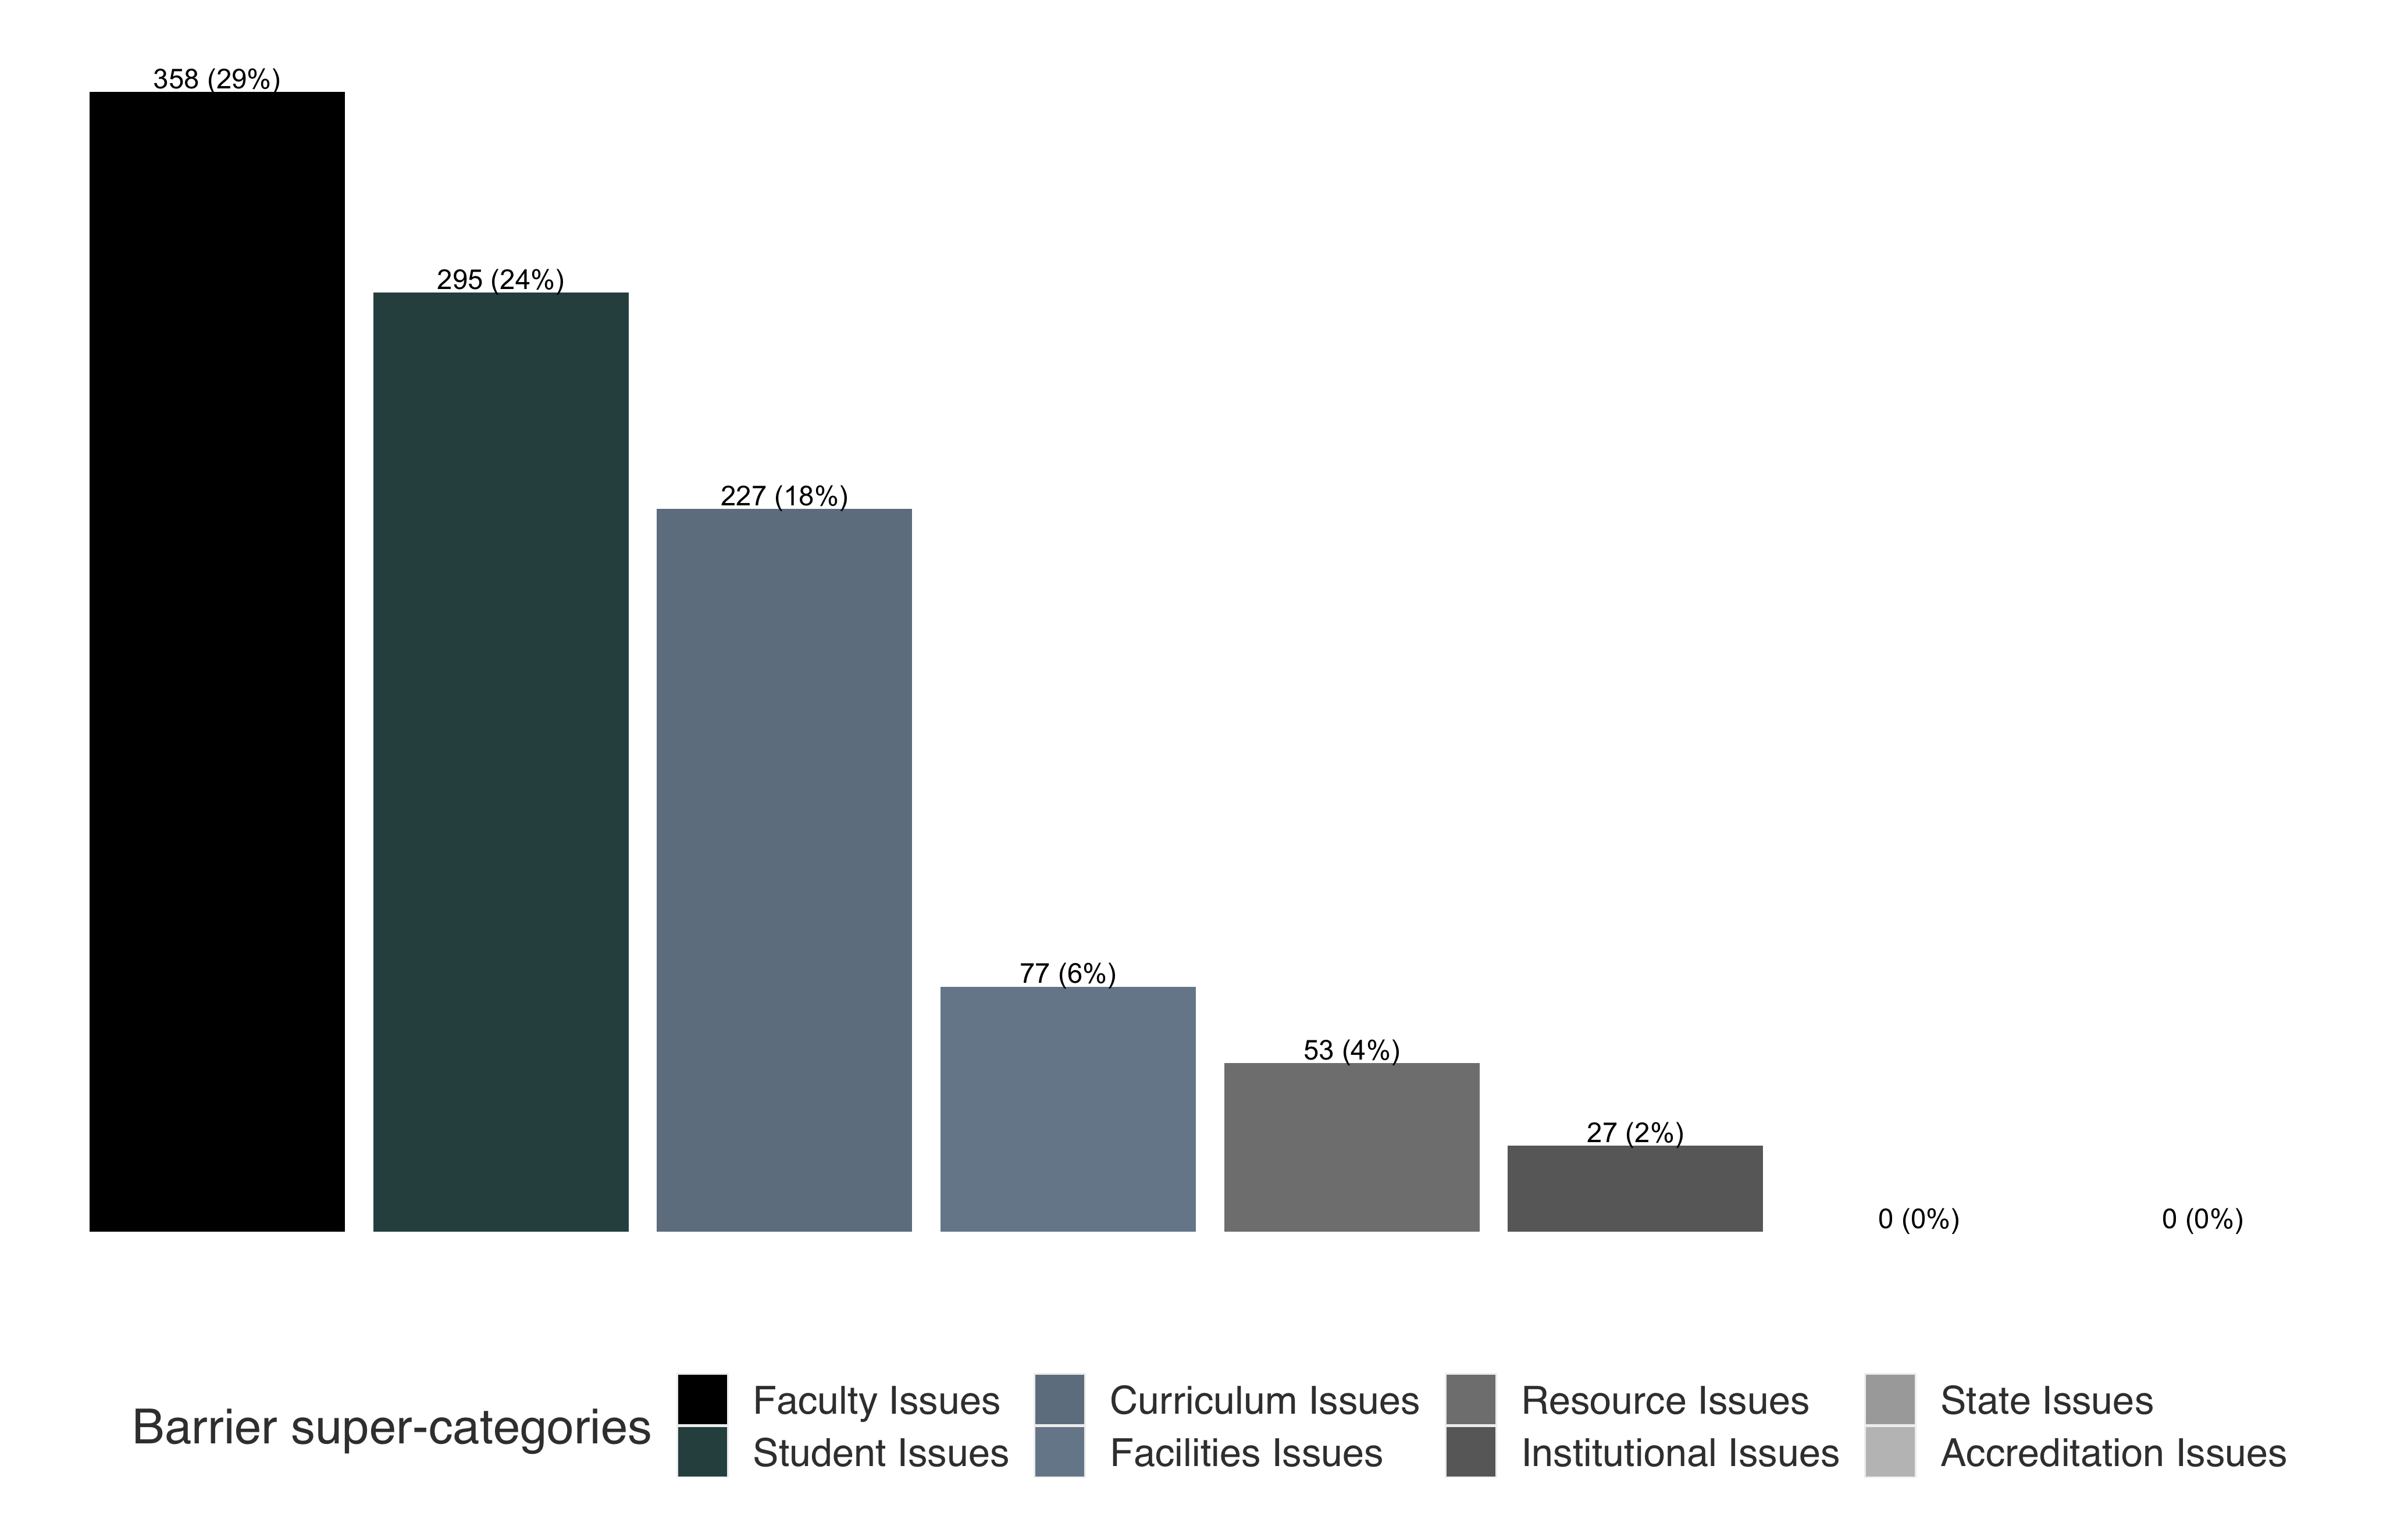 358 (29%)
295 (24%)
227 (18%)
77 (6%)
53 (4%)
27 (2%)
0 (0%)
0 (0%)
Barrier super-categories
Faculty Issues
Student Issues
Curriculum Issues
Facilities Issues
Resource Issues
Institutional Issues
State Issues
Accreditation Issues